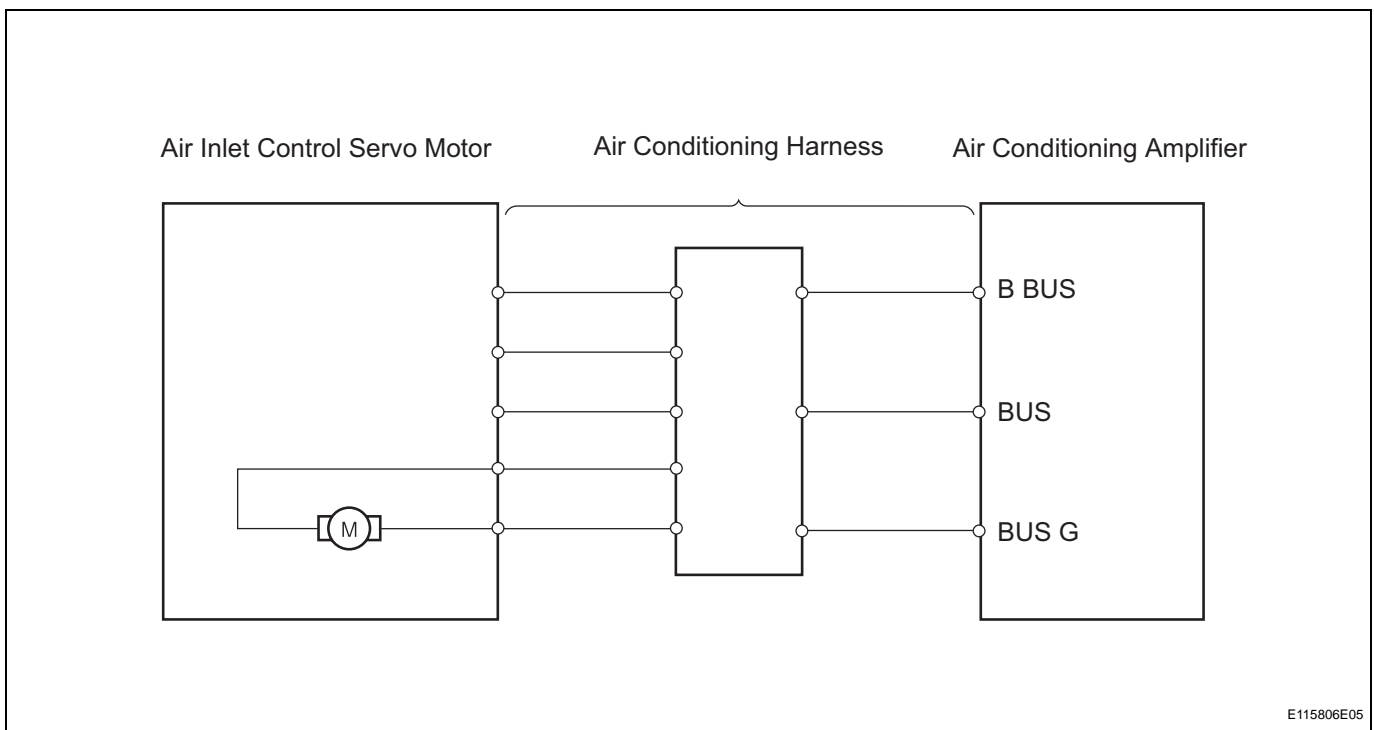 Air Inlet Control Servo Motor
Air Conditioning Harness
Air Conditioning Amplifier
B BUS
BUS
M
BUS G
E115806E05